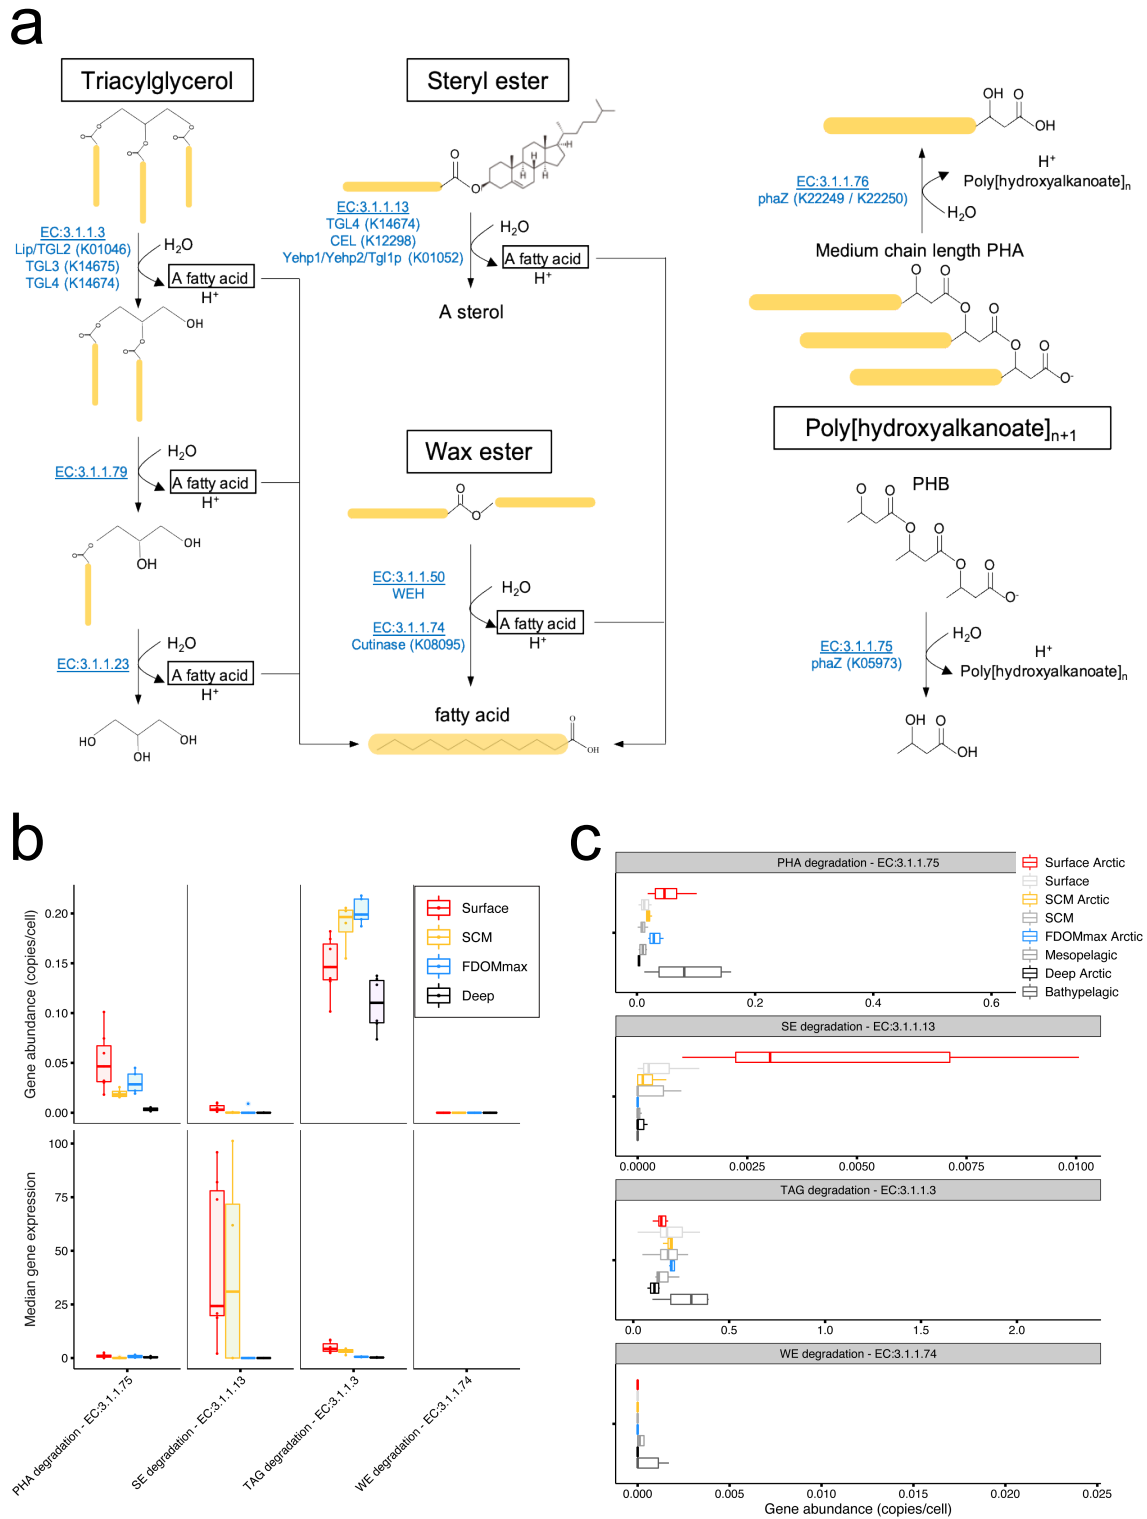 a
Triacylglycerol
EC:3.1.1.3
Lip/TGL2 (K01046)
TGL3 (K14675)
TGL4 (K14674)
H2O
A fatty acid
H+
OH
EC:3.1.1.79
H2O
A fatty acid
H+
OH
OH
EC:3.1.1.23
H2O
A fatty acid
H+
HO
OH
OH
Steryl ester
O
O
H
H
H
H
EC:3.1.1.13
TGL4 (K14674)
CEL (K12298)
Yehp1/Yehp2/Tgl1p (K01052)
H2O
A fatty acid
H+
A sterol
Wax ester
O
O
EC:3.1.1.50
WEH
EC:3.1.1.74
Cutinase (K08095)
H2O
A fatty acid
H+
fatty acid
O
OH
OH O
OH
EC:3.1.1.76
phaZ (K22249 / K22250)
H+
Poly[hydroxyalkanoate]n
H2O
Medium chain length PHA
O O
O O
O O
O-
Poly[hydroxyalkanoate]n+1
PHB
O O
O O
O O
O-
EC:3.1.1.75
phaZ (K05973)
H2O
H+
Poly[hydroxyalkanoate]n
OH O
OH
b
Gene abundance (copies/cell)
0.20
0.15
0.10
0.05
0.00
Surface
SCM
FDOMmax
Deep
Median gene expression
100
75
50
25
0
PHA degradation - EC:3.1.1.75
SE degradation - EC:3.1.1.13
TAG degradation - EC:3.1.1.3
WE degradation - EC:3.1.1.74
c
PHA degradation - EC:3.1.1.75
0.0 0.2 0.4 0.6
Surface Arctic
Surface
SCM Arctic
SCM
FDOMmax Arctic
Mesopelagic
Deep Arctic
Bathypelagic
SE degradation - EC:3.1.1.13
0.0000 0.0025 0.0050 0.0075 0.0100
TAG degradation - EC:3.1.1.3
0.0 0.5 1.0 1.5 2.0
WE degradation - EC:3.1.1.74
0.000 0.005 0.010 0.015 0.020 0.025
Gene abundance (copies/cell)